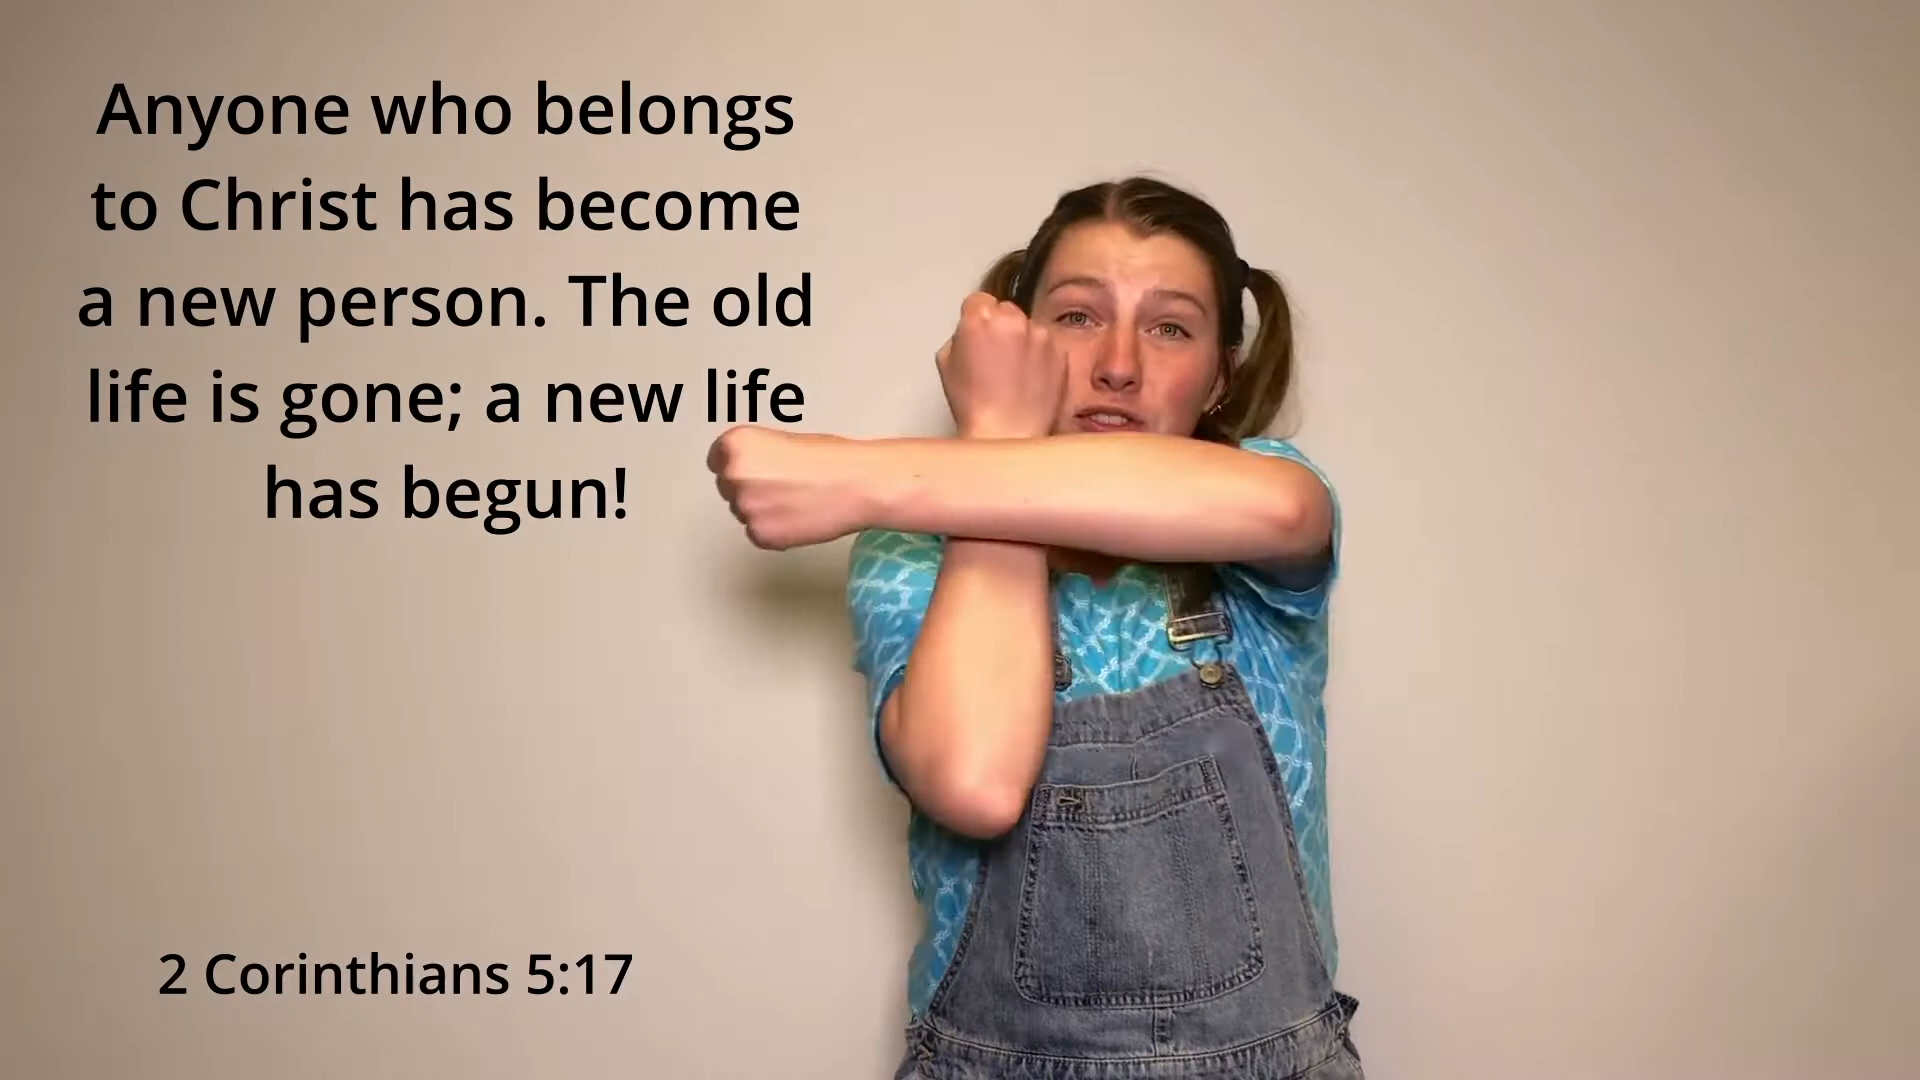 Anyone who belongs
to Christ has become
a new person. The old
life is gone; a new life
has begun!
2 Corinthians 5:17